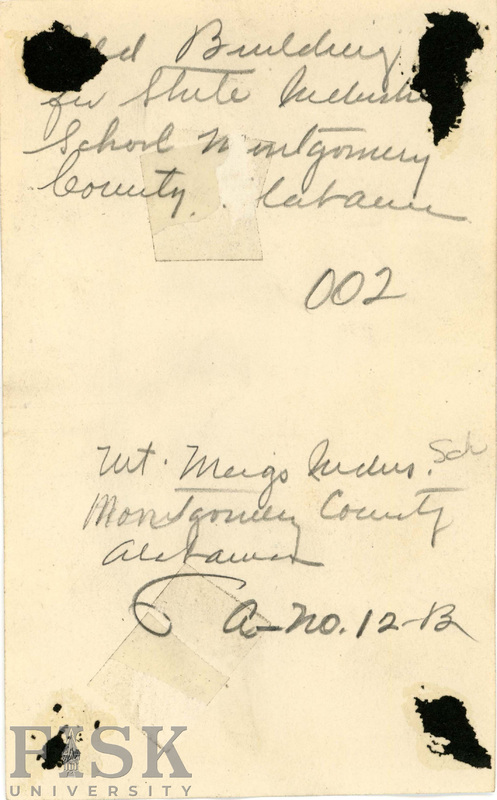 Old Building
for State Industri
School Montgomery
County, Alabama
002
Mt. Meigs Indus. Sch
Montgomery County
Alabama
A-No. 12-B
FISK
UNIVERSITY